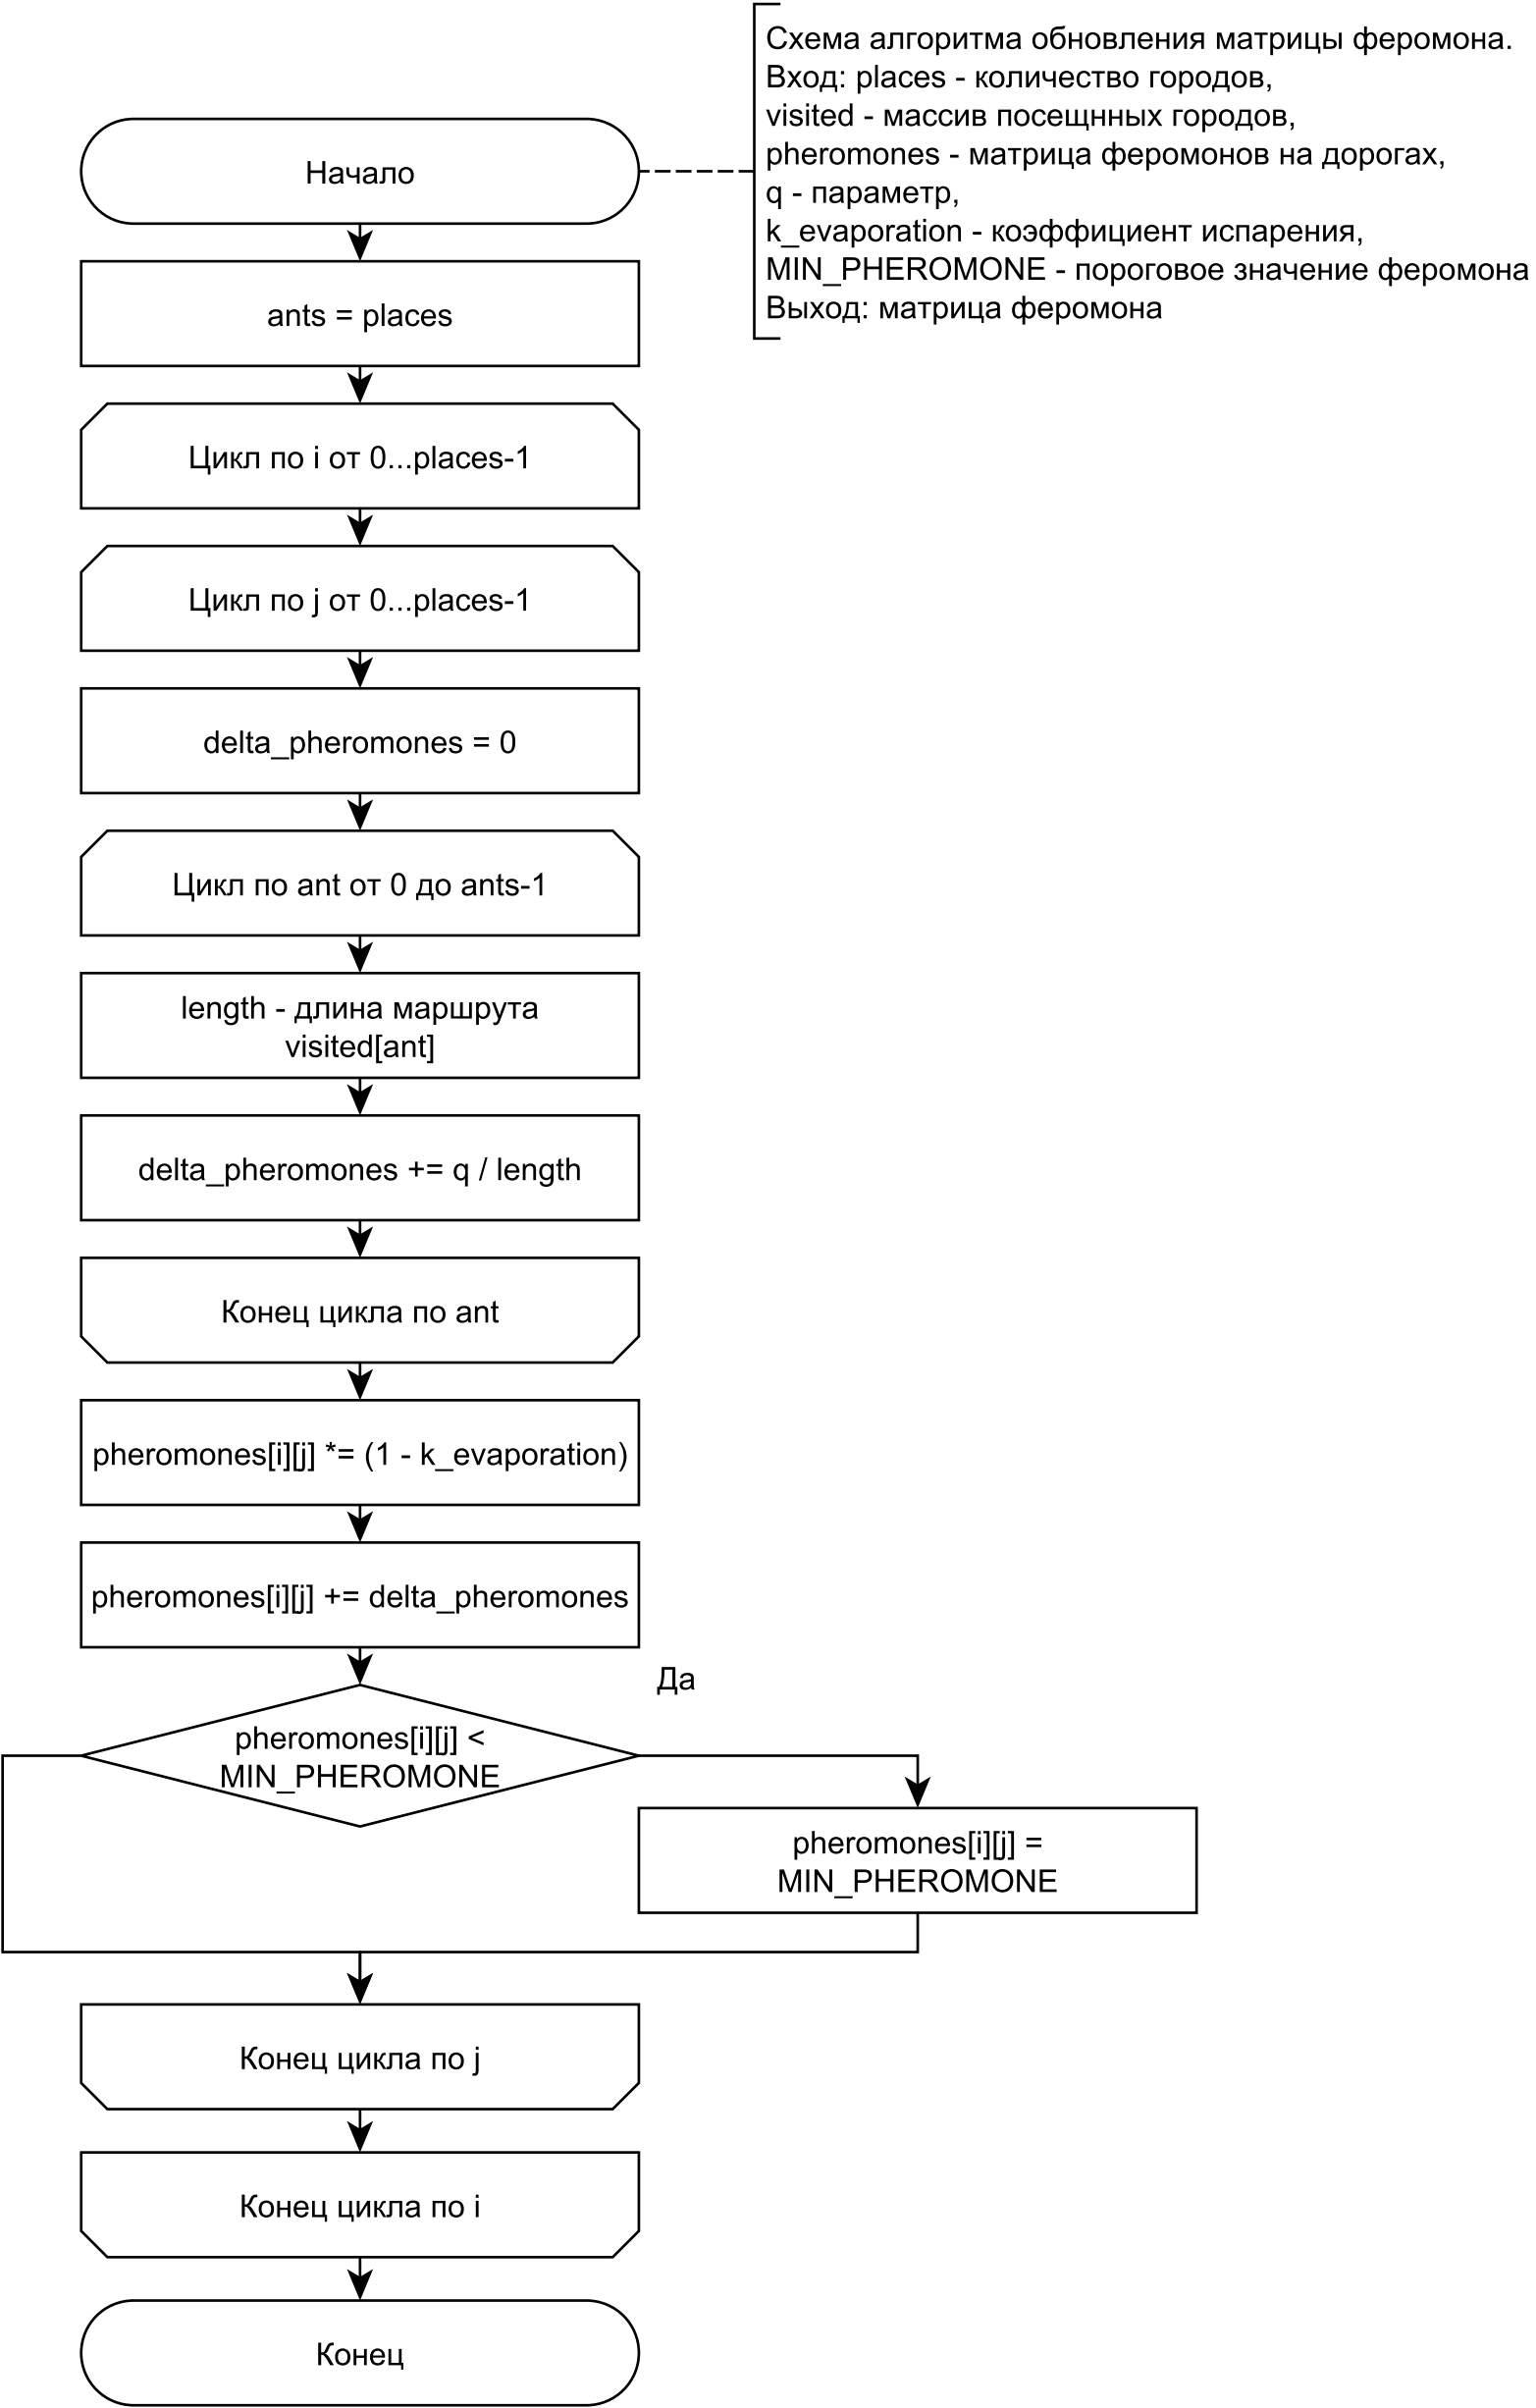 Схема алгоритма обновления матрицы феромона.
Вход: places - количество городов,
visited - массив посещнных городов,
pheromones - матрица феромонов на дорогах,
q - параметр,
k_evaporation - коэффициент испарения,
MIN_PHEROMONE - пороговое значение феромона
Выход: матрица феромона
Начало
ants = places
Цикл по i от 0...places-1
Цикл по j от 0...places-1
delta_pheromones = 0
Цикл по ant от 0 до ants-1
length - длина маршрута
visited[ant]
delta_pheromones += q / length
Конец цикла по ant
pheromones[i][j] *= (1 - k_evaporation)
pheromones[i][j] += delta_pheromones
Да
pheromones[i][j] <
MIN_PHEROMONE
pheromones[i][j] =
MIN_PHEROMONE
Конец цикла по j
Конец цикла по i
Конец